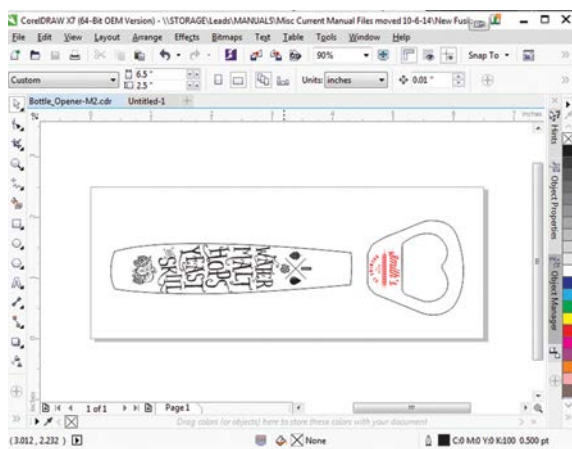 CorelDRAW X7 (64-Bit OEM Version) - \\STORAGE\Leads\MANUALS\Misc Current Manual Files moved 10-6-14\New Fusi
File Edit View Layout Arrange Effects Bitmaps Text Table Tools Window Help
90% Snap To
Custom 6.5 " 2.5 " Units: inches 0.01 "
Bottle_Opener-M2.cdr Untitled-1
inches
Hints
Object Properties
Object Manager
WATER
MALT
HOPS
YEAST
SKILL
Smith's
1 of 1 Page 1
Drag colors (or objects) here to store these colors with your document
(3.012 , 2.232 ) None C:0 M:0 Y:0 K:100 0.500 pt